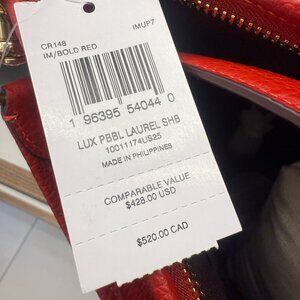 CR148 IMUP7
IM/BOLD RED
1 96395 54044 0
LUX PBBL LAUREL SHB
10011174US25
MADE IN PHILIPPINES
COMPARABLE VALUE
$428.00 USD
$520.00 CAD